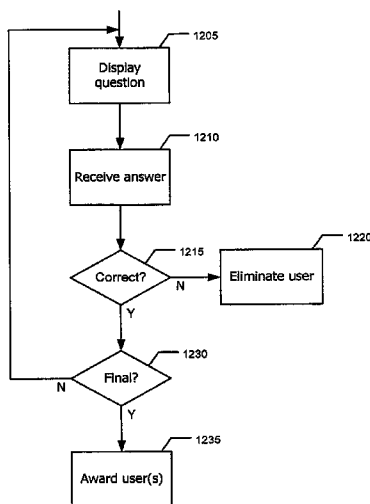 1205
Display
question
1210
Receive answer
1215
Correct?
N
Y
1220
Eliminate user
1230
Final?
N
Y
1235
Award user(s)